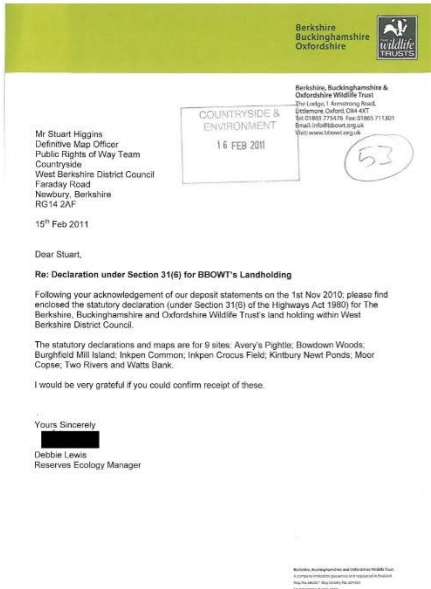 Berkshire
Buckinghamshire
Oxfordshire
wildlife
TRUSTS
Berkshire, Buckinghamshire &
Oxfordshire Wildlife Trust
The Lodge, 1 Armstrong Road,
Littlemore, Oxford, OX4 4XT
Tel: 01865 775476 Fax: 01865 711301
Email: info@bbowt.org.uk
Visit: www.bbowt.org.uk
COUNTRYSIDE &
ENVIRONMENT
16 FEB 2011
53
Mr Stuart Higgins
Definitive Map Officer
Public Rights of Way Team
Countryside
West Berkshire District Council
Faraday Road
Newbury, Berkshire
RG14 2AF
15th Feb 2011
Dear Stuart,
Re: Declaration under Section 31(6) for BBOWT's Landholding
Following your acknowledgement of our deposit statements on the 1st Nov 2010; please find
enclosed the statutory declaration (under Section 31(6) of the Highways Act 1980) for The
Berkshire, Buckinghamshire and Oxfordshire Wildlife Trust's land holding within West
Berkshire District Council.
The statutory declarations and maps are for 9 sites: Avery's Pightle; Bowdown Woods;
Burghfield Mill Island; Inkpen Common; Inkpen Crocus Field; Kintbury Newt Ponds; Moor
Copse; Two Rivers and Watts Bank.
I would be very grateful if you could confirm receipt of these.
Yours Sincerely
Debbie Lewis
Reserves Ecology Manager
Berkshire, Buckinghamshire and Oxfordshire Wildlife Trust